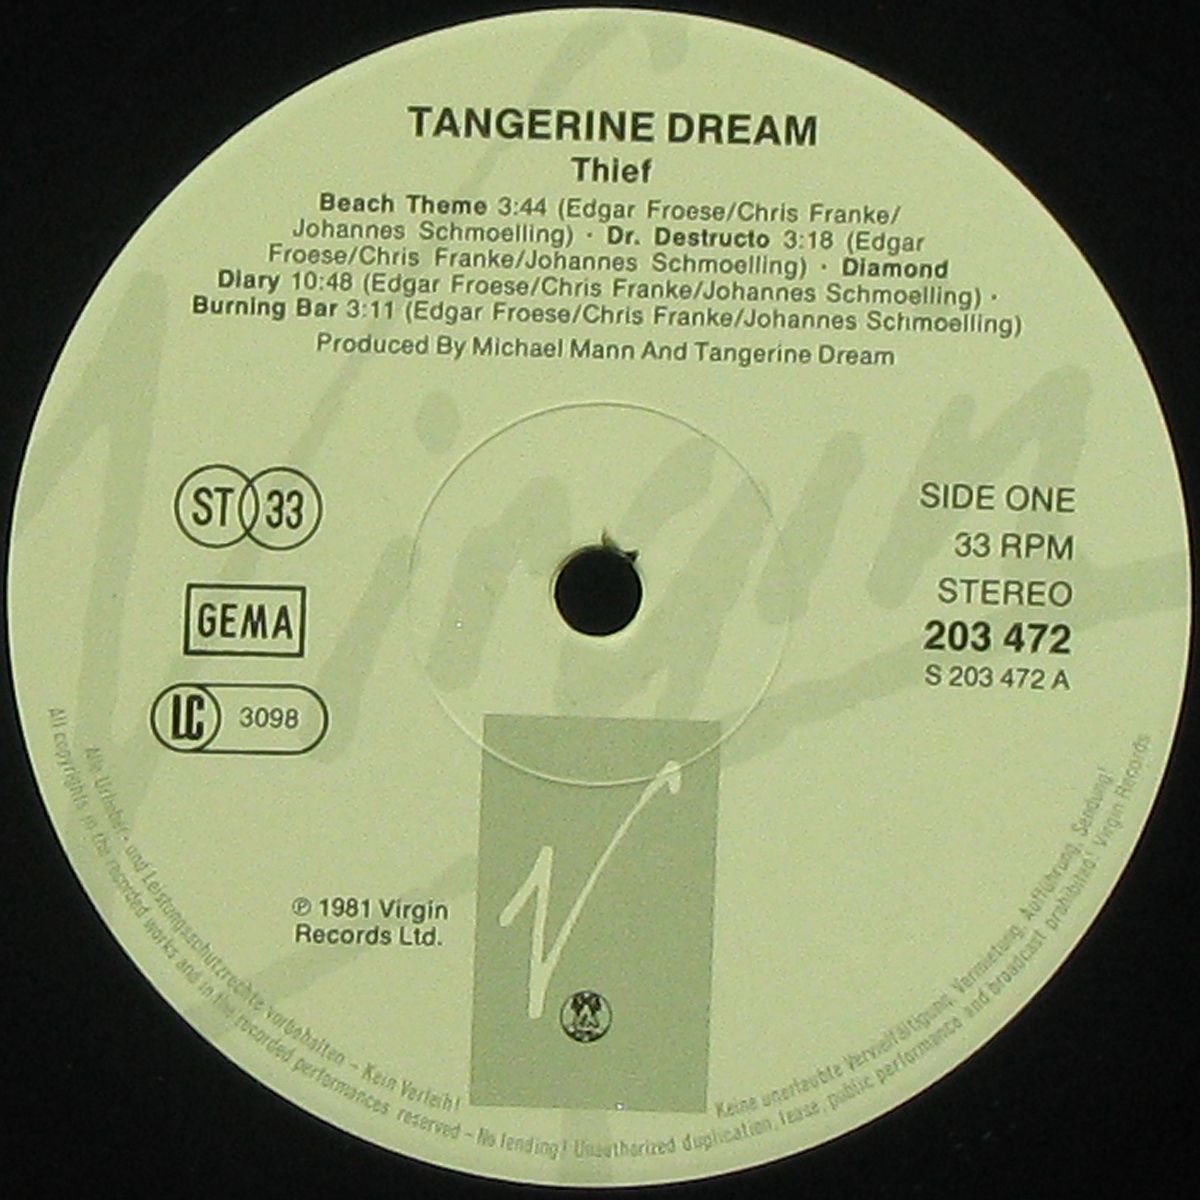 TANGERINE DREAM
Thief
Beach Theme 3:44 (Edgar Froese/Chris Franke/
Johannes Schmoelling) · Dr. Destructo 3:18 (Edgar
Froese/Chris Franke/Johannes Schmoelling) · Diamond
Diary 10:48 (Edgar Froese/Chris Franke/Johannes Schmoelling) ·
Burning Bar 3:11 (Edgar Froese/Chris Franke/Johannes Schmoelling)
Produced By Michael Mann And Tangerine Dream
Virgin
ST 33
GEMA
LC 3098
SIDE ONE
33 RPM
STEREO
203 472
S 203 472 A
V
℗ 1981 Virgin
Records Ltd.
Alle Urheber- und Leistungsschutzrechte vorbehalten – Kein Verleih! Keine unerlaubte Vervielfältigung, Vermietung, Aufführung, Sendung!
All copyrights in the recorded works and in the recorded performances reserved – No lending! Unauthorized duplication, lease, public performance and broadcast prohibited! Virgin Records